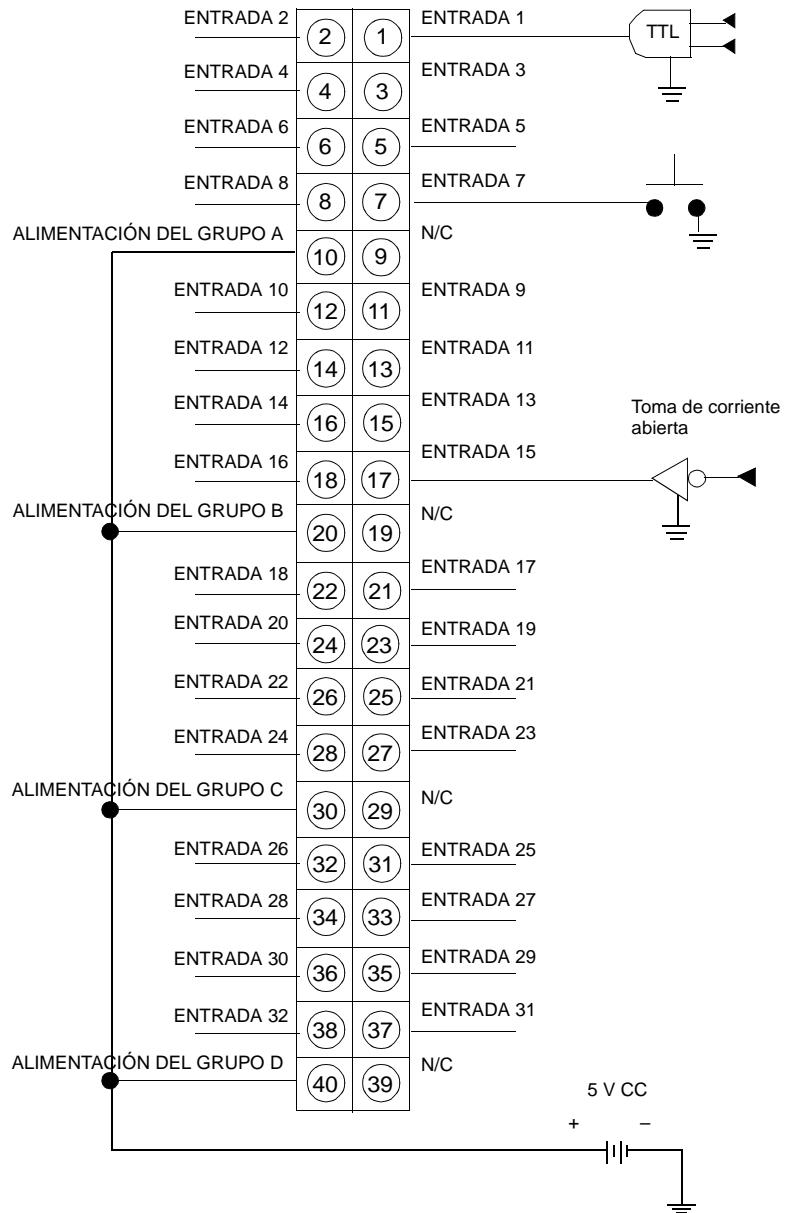 ENTRADA 2 2 1 ENTRADA 1 TTL
ENTRADA 4 4 3 ENTRADA 3
ENTRADA 6 6 5 ENTRADA 5
ENTRADA 8 8 7 ENTRADA 7
ALIMENTACIÓN DEL GRUPO A 10 9 N/C
ENTRADA 10 12 11 ENTRADA 9
ENTRADA 12 14 13 ENTRADA 11
ENTRADA 14 16 15 ENTRADA 13
Toma de corriente
abierta
ENTRADA 16 18 17 ENTRADA 15
ALIMENTACIÓN DEL GRUPO B 20 19 N/C
ENTRADA 18 22 21 ENTRADA 17
ENTRADA 20 24 23 ENTRADA 19
ENTRADA 22 26 25 ENTRADA 21
ENTRADA 24 28 27 ENTRADA 23
ALIMENTACIÓN DEL GRUPO C 30 29 N/C
ENTRADA 26 32 31 ENTRADA 25
ENTRADA 28 34 33 ENTRADA 27
ENTRADA 30 36 35 ENTRADA 29
ENTRADA 32 38 37 ENTRADA 31
ALIMENTACIÓN DEL GRUPO D 40 39 N/C
5 V CC
+ –